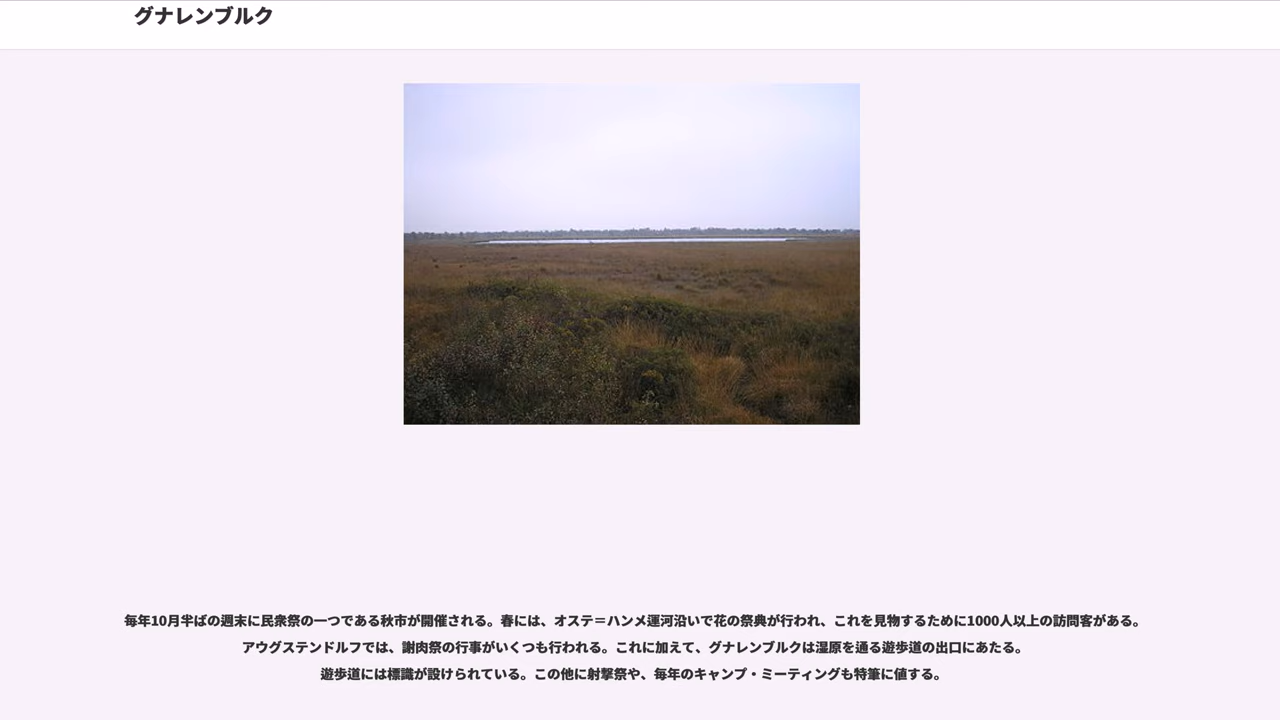 グナレンブルク
毎年10月半ばの週末に民衆祭の一つである秋市が開催される。春には、オステ＝ハンメ運河沿いで花の祭典が行われ、これを見物するために1000人以上の訪問客がある。
アウグステンドルフでは、謝肉祭の行事がいくつも行われる。これに加えて、グナレンブルクは湿原を通る遊歩道の出口にあたる。
遊歩道には標識が設けられている。この他に射撃祭や、毎年のキャンプ・ミーティングも特筆に値する。